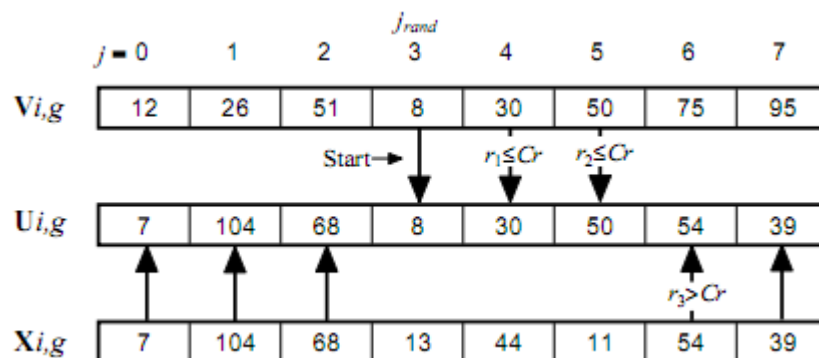 j_rand
j = 0 1 2 3 4 5 6 7
Vi,g 12 26 51 8 30 50 75 95
Start r₁≤Cr r₂≤Cr
Ui,g 7 104 68 8 30 50 54 39
r₃>Cr
Xi,g 7 104 68 13 44 11 54 39